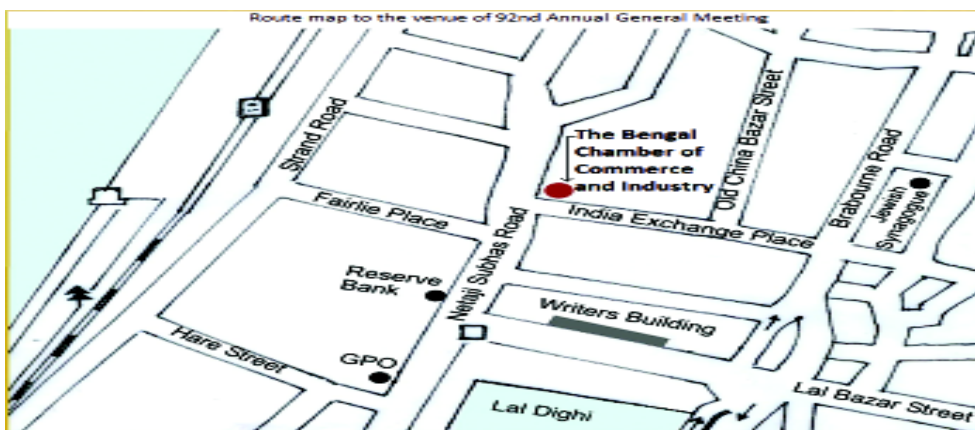 Route map to the venue of 92nd Annual General Meeting
Strand Road
The Bengal
Chamber of
Commerce
and Industry
Old China Bazar Street
Brabourne Road
Jewish
Synagogue
Fairlie Place
India Exchange Place
Netaji Subhas Road
Reserve
Bank
Writers Building
Hare Street
GPO
Lal Dighi
Lal Bazar Street